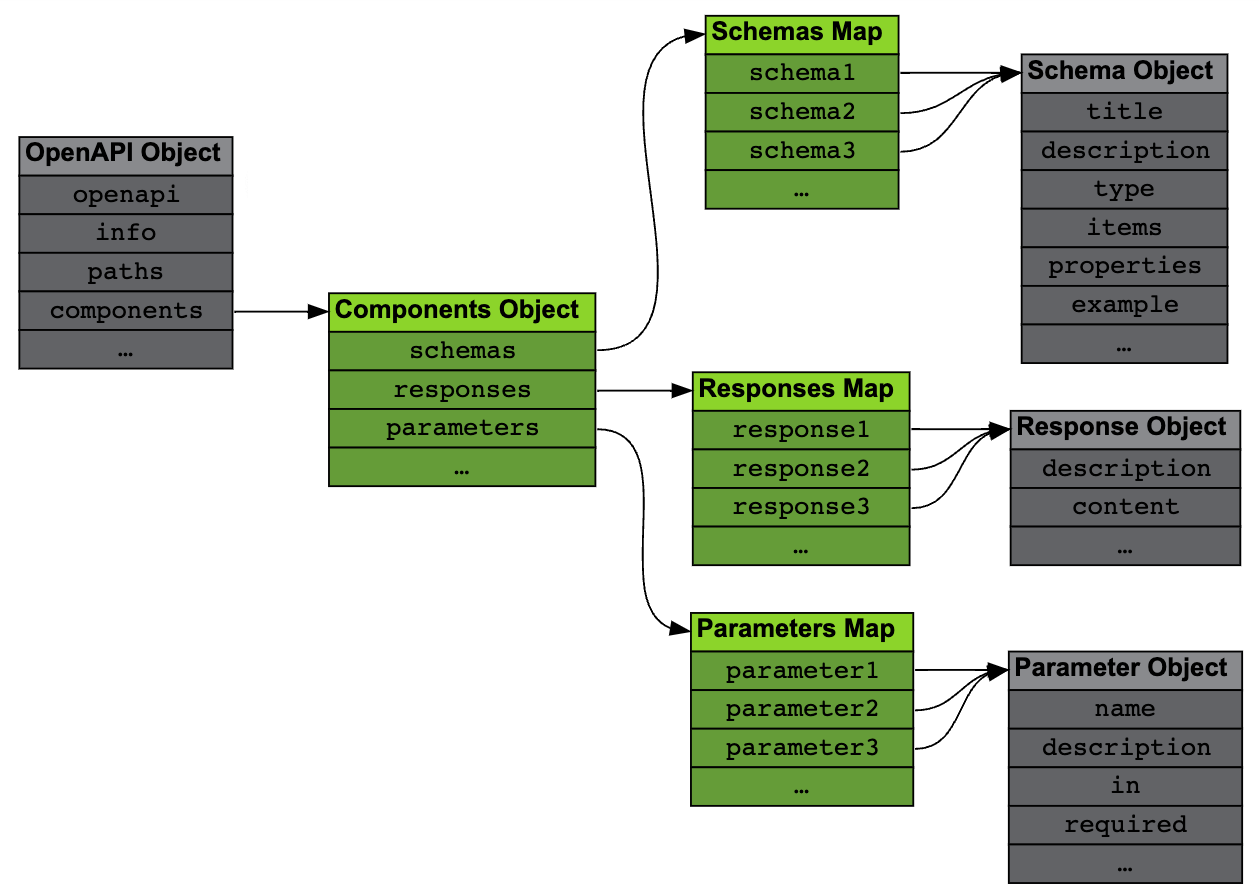 OpenAPI Object
openapi
info
paths
components
…
Components Object
schemas
responses
parameters
…
Schemas Map
schema1
schema2
schema3
…
Schema Object
title
description
type
items
properties
example
…
Responses Map
response1
response2
response3
…
Response Object
description
content
…
Parameters Map
parameter1
parameter2
parameter3
…
Parameter Object
name
description
in
required
…